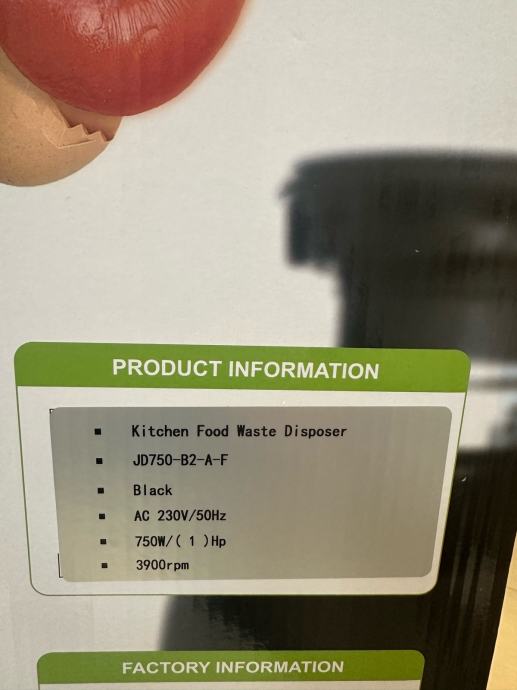 PRODUCT INFORMATION
▪ Kitchen Food Waste Disposer
▪ JD750-B2-A-F
▪ Black
▪ AC 230V/50Hz
▪ 750W/( 1 )Hp
▪ 3900rpm
FACTORY INFORMATION